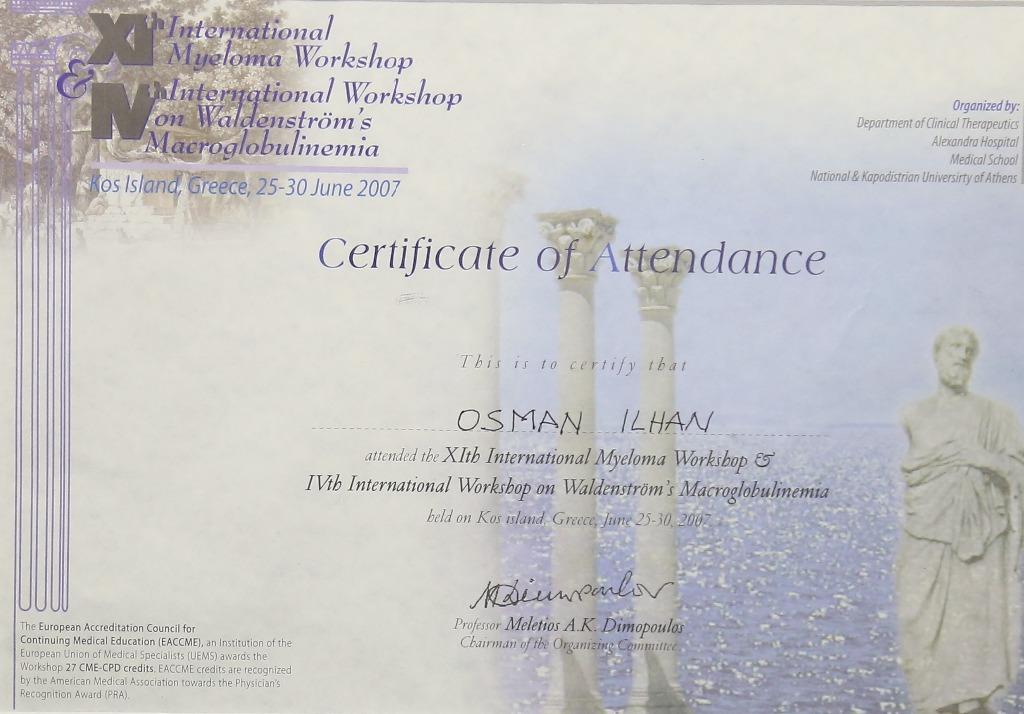 XIth International
Myeloma Workshop
&
IVth International Workshop
on Waldenström's
Macroglobulinemia
Kos Island, Greece, 25-30 June 2007
Organized by:
Department of Clinical Therapeutics
Alexandra Hospital
Medical School
National & Kapodistrian Univerisrty of Athens
Certificate of Attendance
This is to certify that
OSMAN ILHAN
attended the XIth International Myeloma Workshop &
IVth International Workshop on Waldenström's Macroglobulinemia
held on Kos island, Greece, June 25-30, 2007
Professor Meletios A.K. Dimopoulos
Chairman of the Organizing Committee
The European Accreditation Council for
Continuing Medical Education (EACCME), an Institution of the
European Union of Medical Specialists (UEMS) awards the
Workshop 27 CME-CPD credits. EACCME credits are recognized
by the American Medical Association towards the Physician's
Recognition Award (PRA).